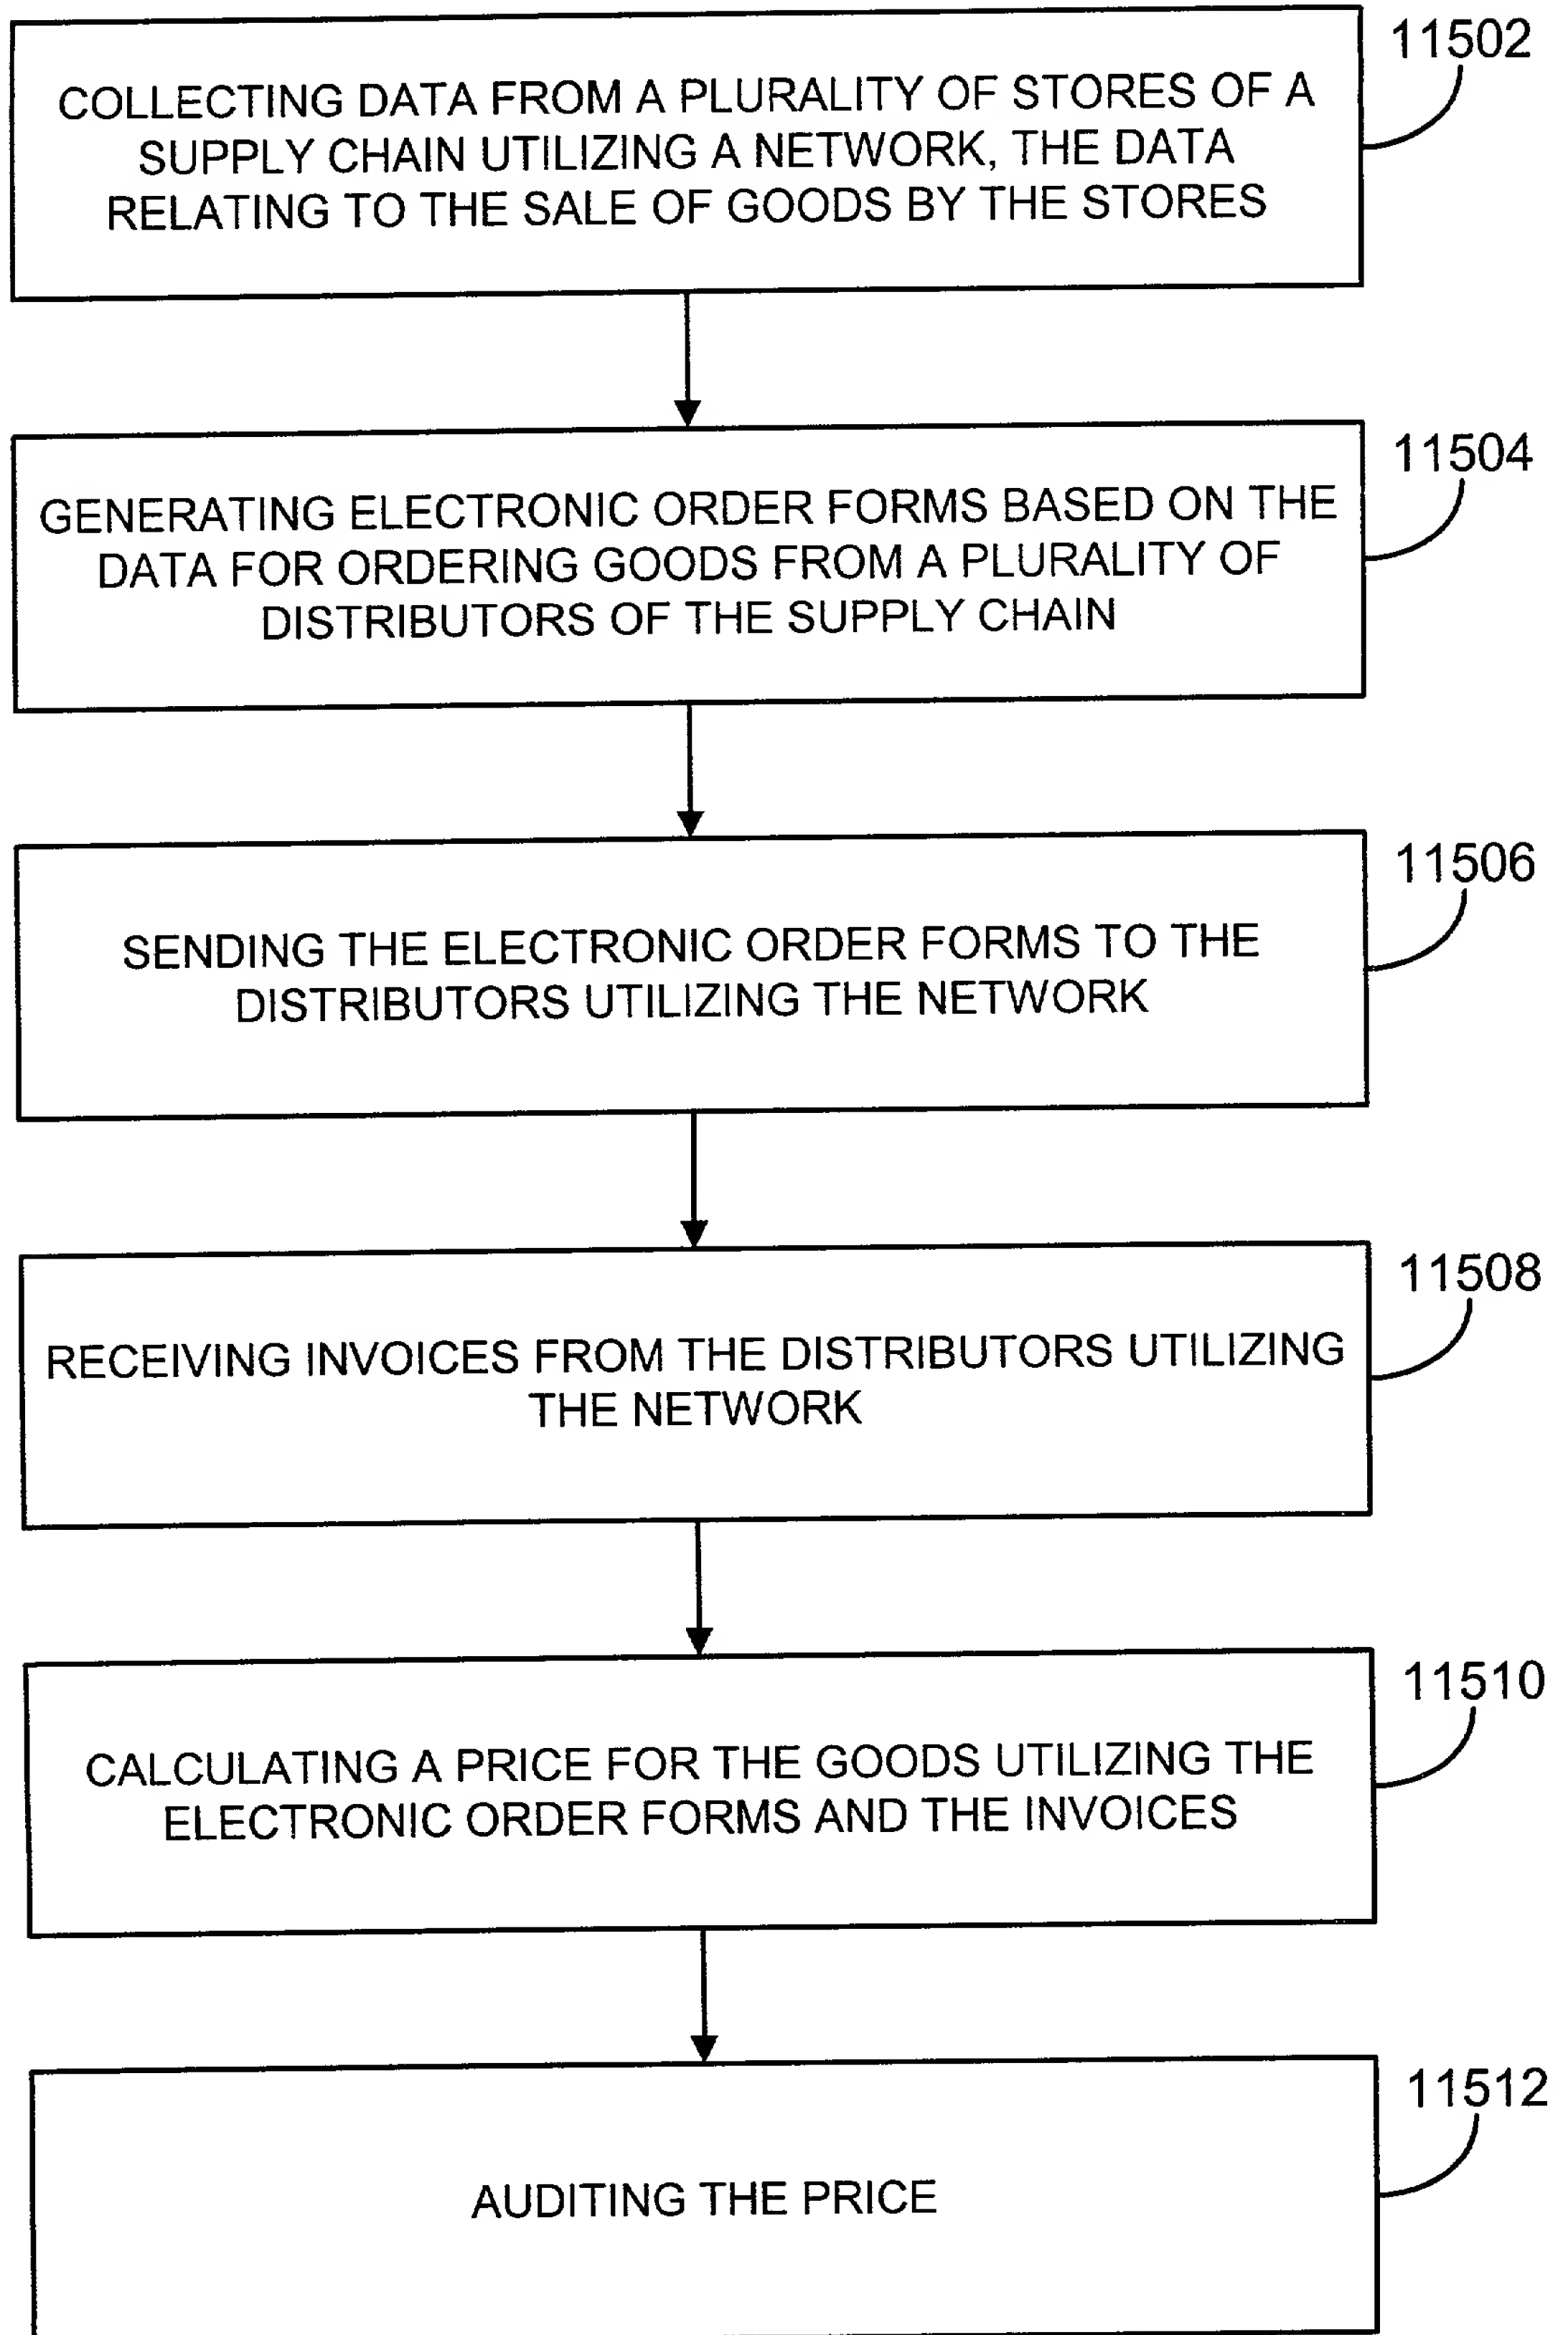 11502
COLLECTING DATA FROM A PLURALITY OF STORES OF A
SUPPLY CHAIN UTILIZING A NETWORK, THE DATA
RELATING TO THE SALE OF GOODS BY THE STORES
11504
GENERATING ELECTRONIC ORDER FORMS BASED ON THE
DATA FOR ORDERING GOODS FROM A PLURALITY OF
DISTRIBUTORS OF THE SUPPLY CHAIN
11506
SENDING THE ELECTRONIC ORDER FORMS TO THE
DISTRIBUTORS UTILIZING THE NETWORK
11508
RECEIVING INVOICES FROM THE DISTRIBUTORS UTILIZING
THE NETWORK
11510
CALCULATING A PRICE FOR THE GOODS UTILIZING THE
ELECTRONIC ORDER FORMS AND THE INVOICES
11512
AUDITING THE PRICE